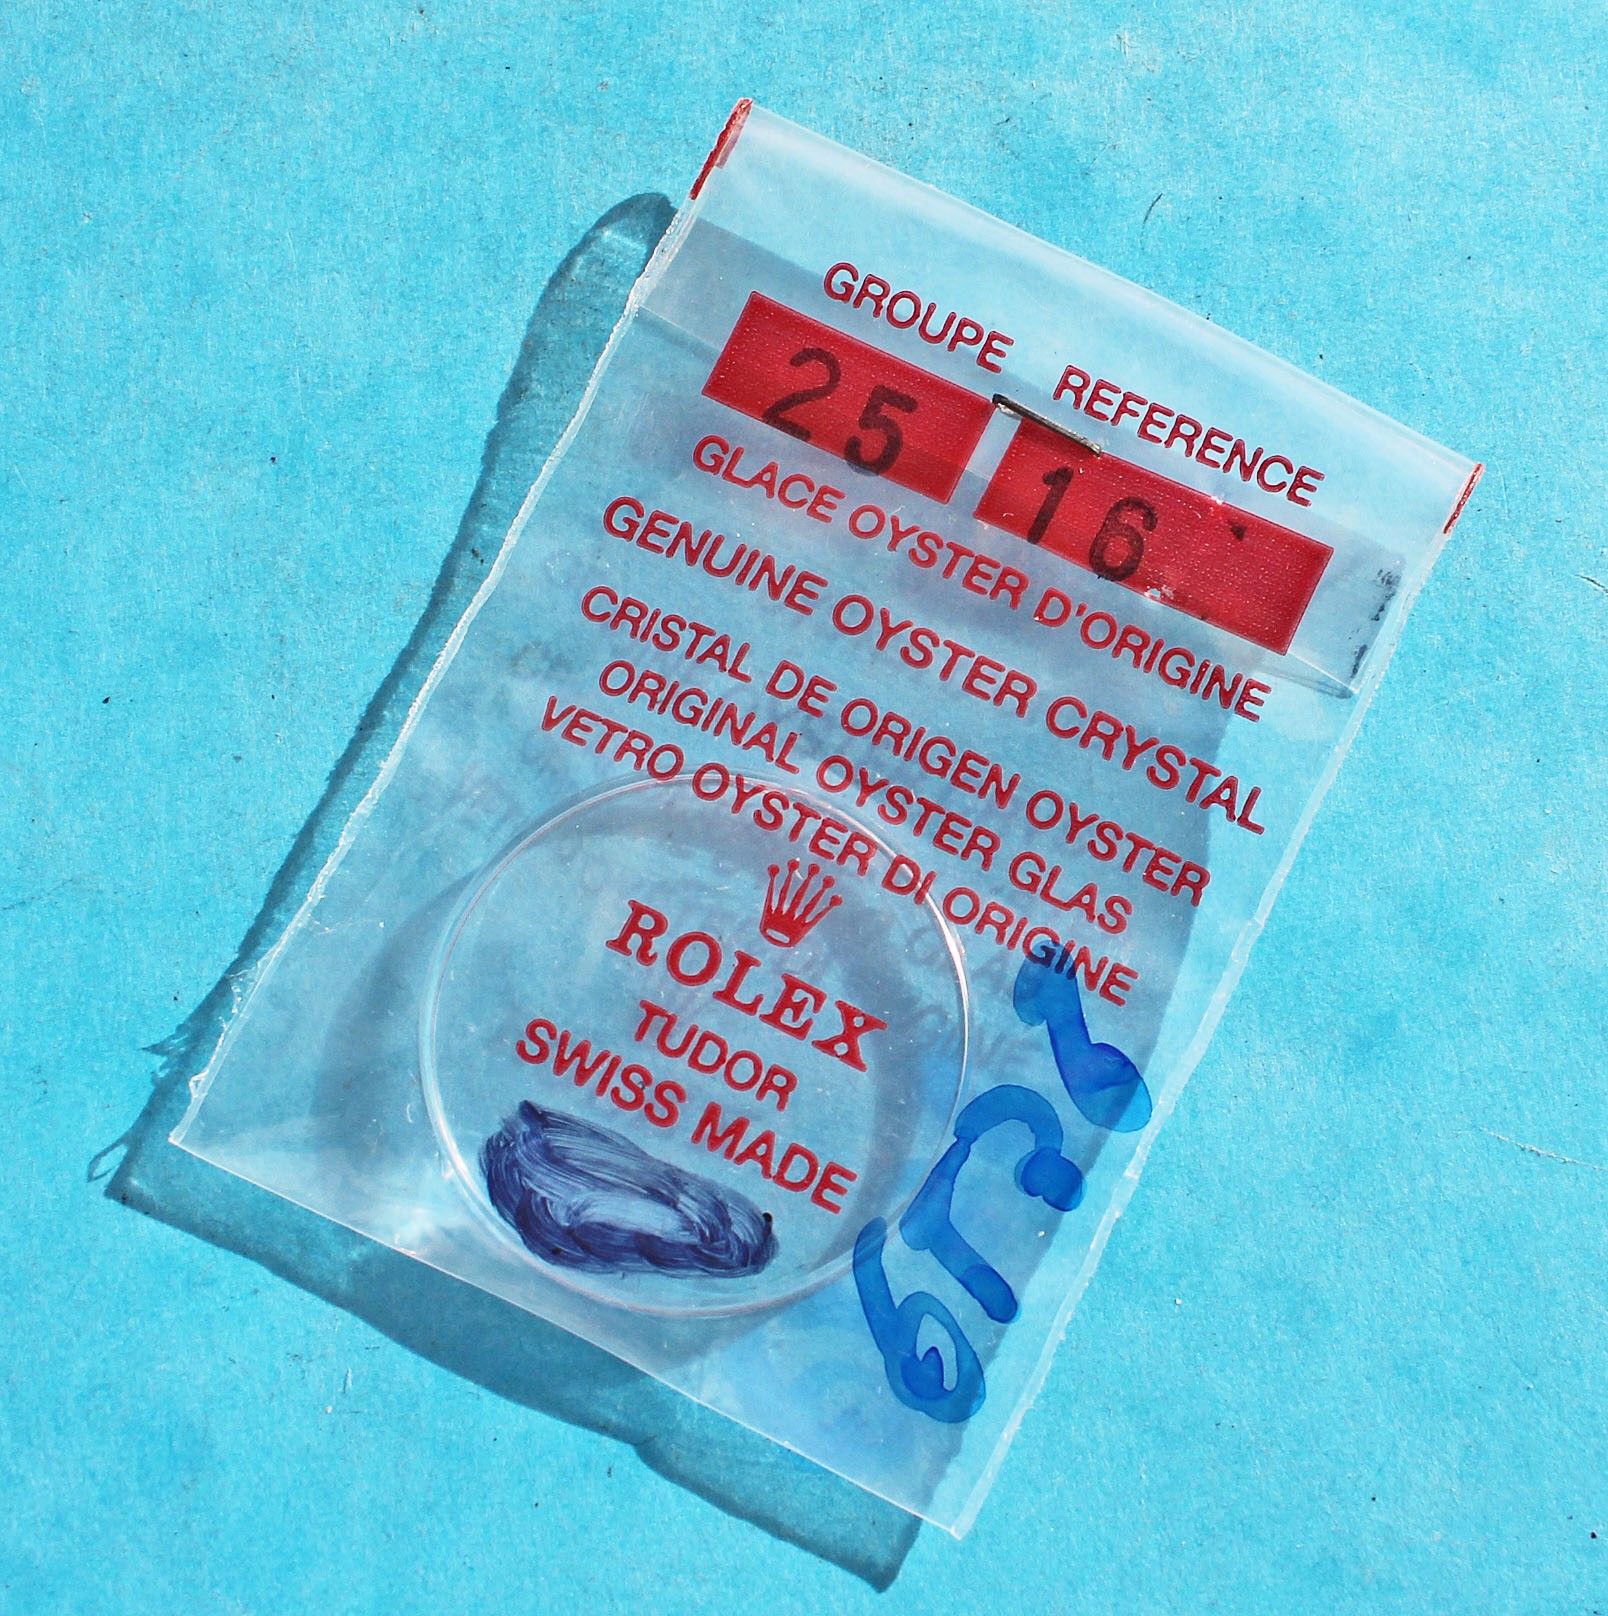 GROUPE REFERENCE
25 16
GLACE OYSTER D'ORIGINE
GENUINE OYSTER CRYSTAL
CRISTAL DE ORIGEN OYSTER
ORIGINAL OYSTER GLAS
VETRO OYSTER DI ORIGINE
ROLEX
TUDOR
SWISS MADE